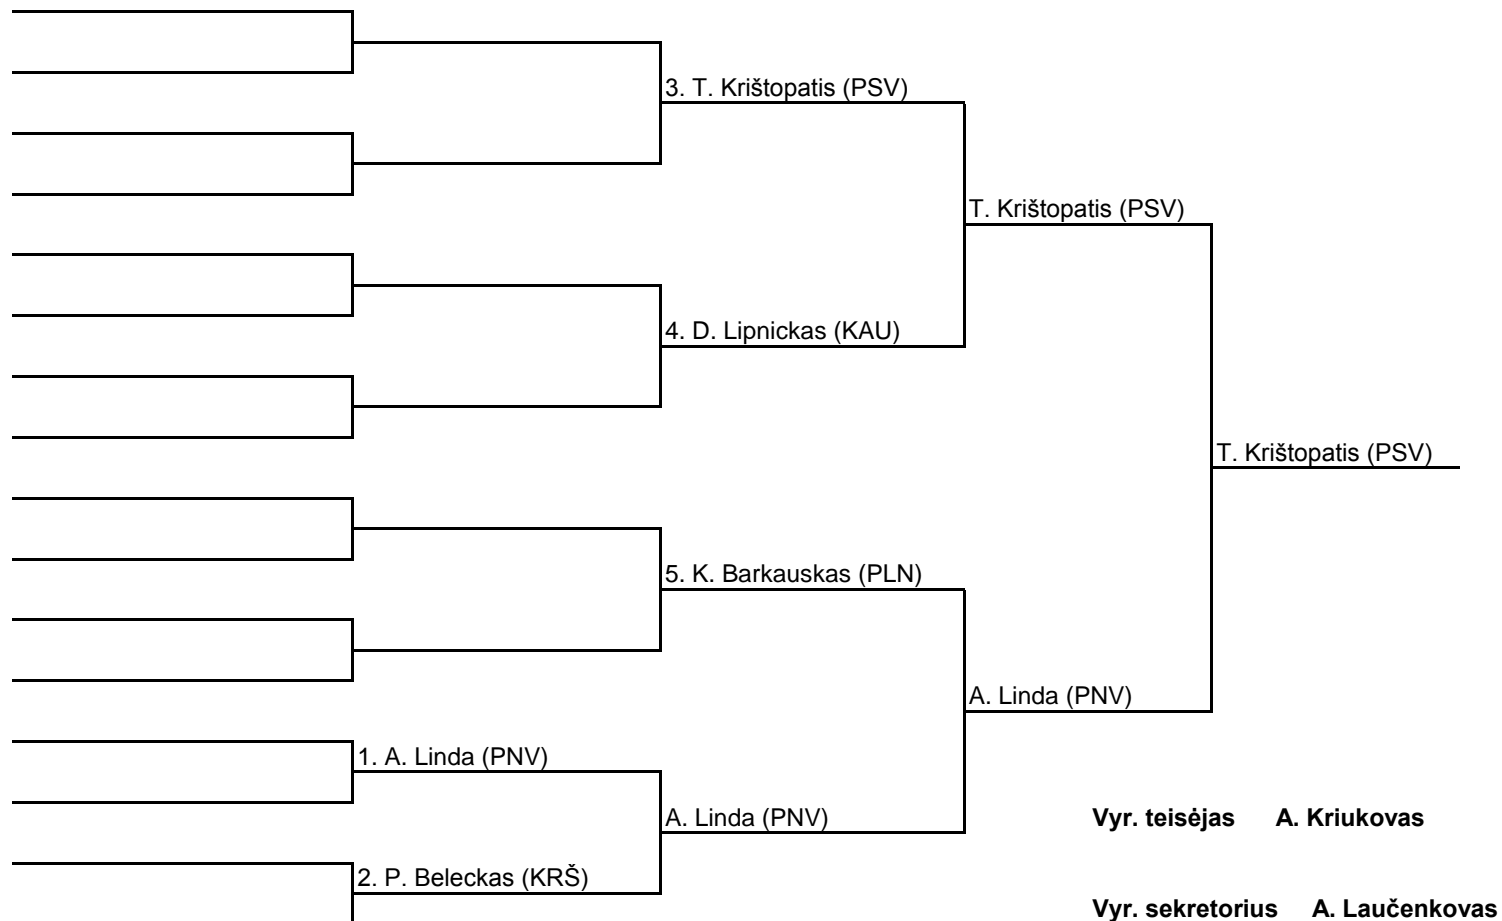 3. T. Krištopatis (PSV)
T. Krištopatis (PSV)
4. D. Lipnickas (KAU)
T. Krištopatis (PSV)
5. K. Barkauskas (PLN)
A. Linda (PNV)
1. A. Linda (PNV)
A. Linda (PNV)
Vyr. teisėjas A. Kriukovas
2. P. Beleckas (KRŠ)
Vyr. sekretorius A. Laučenkovas